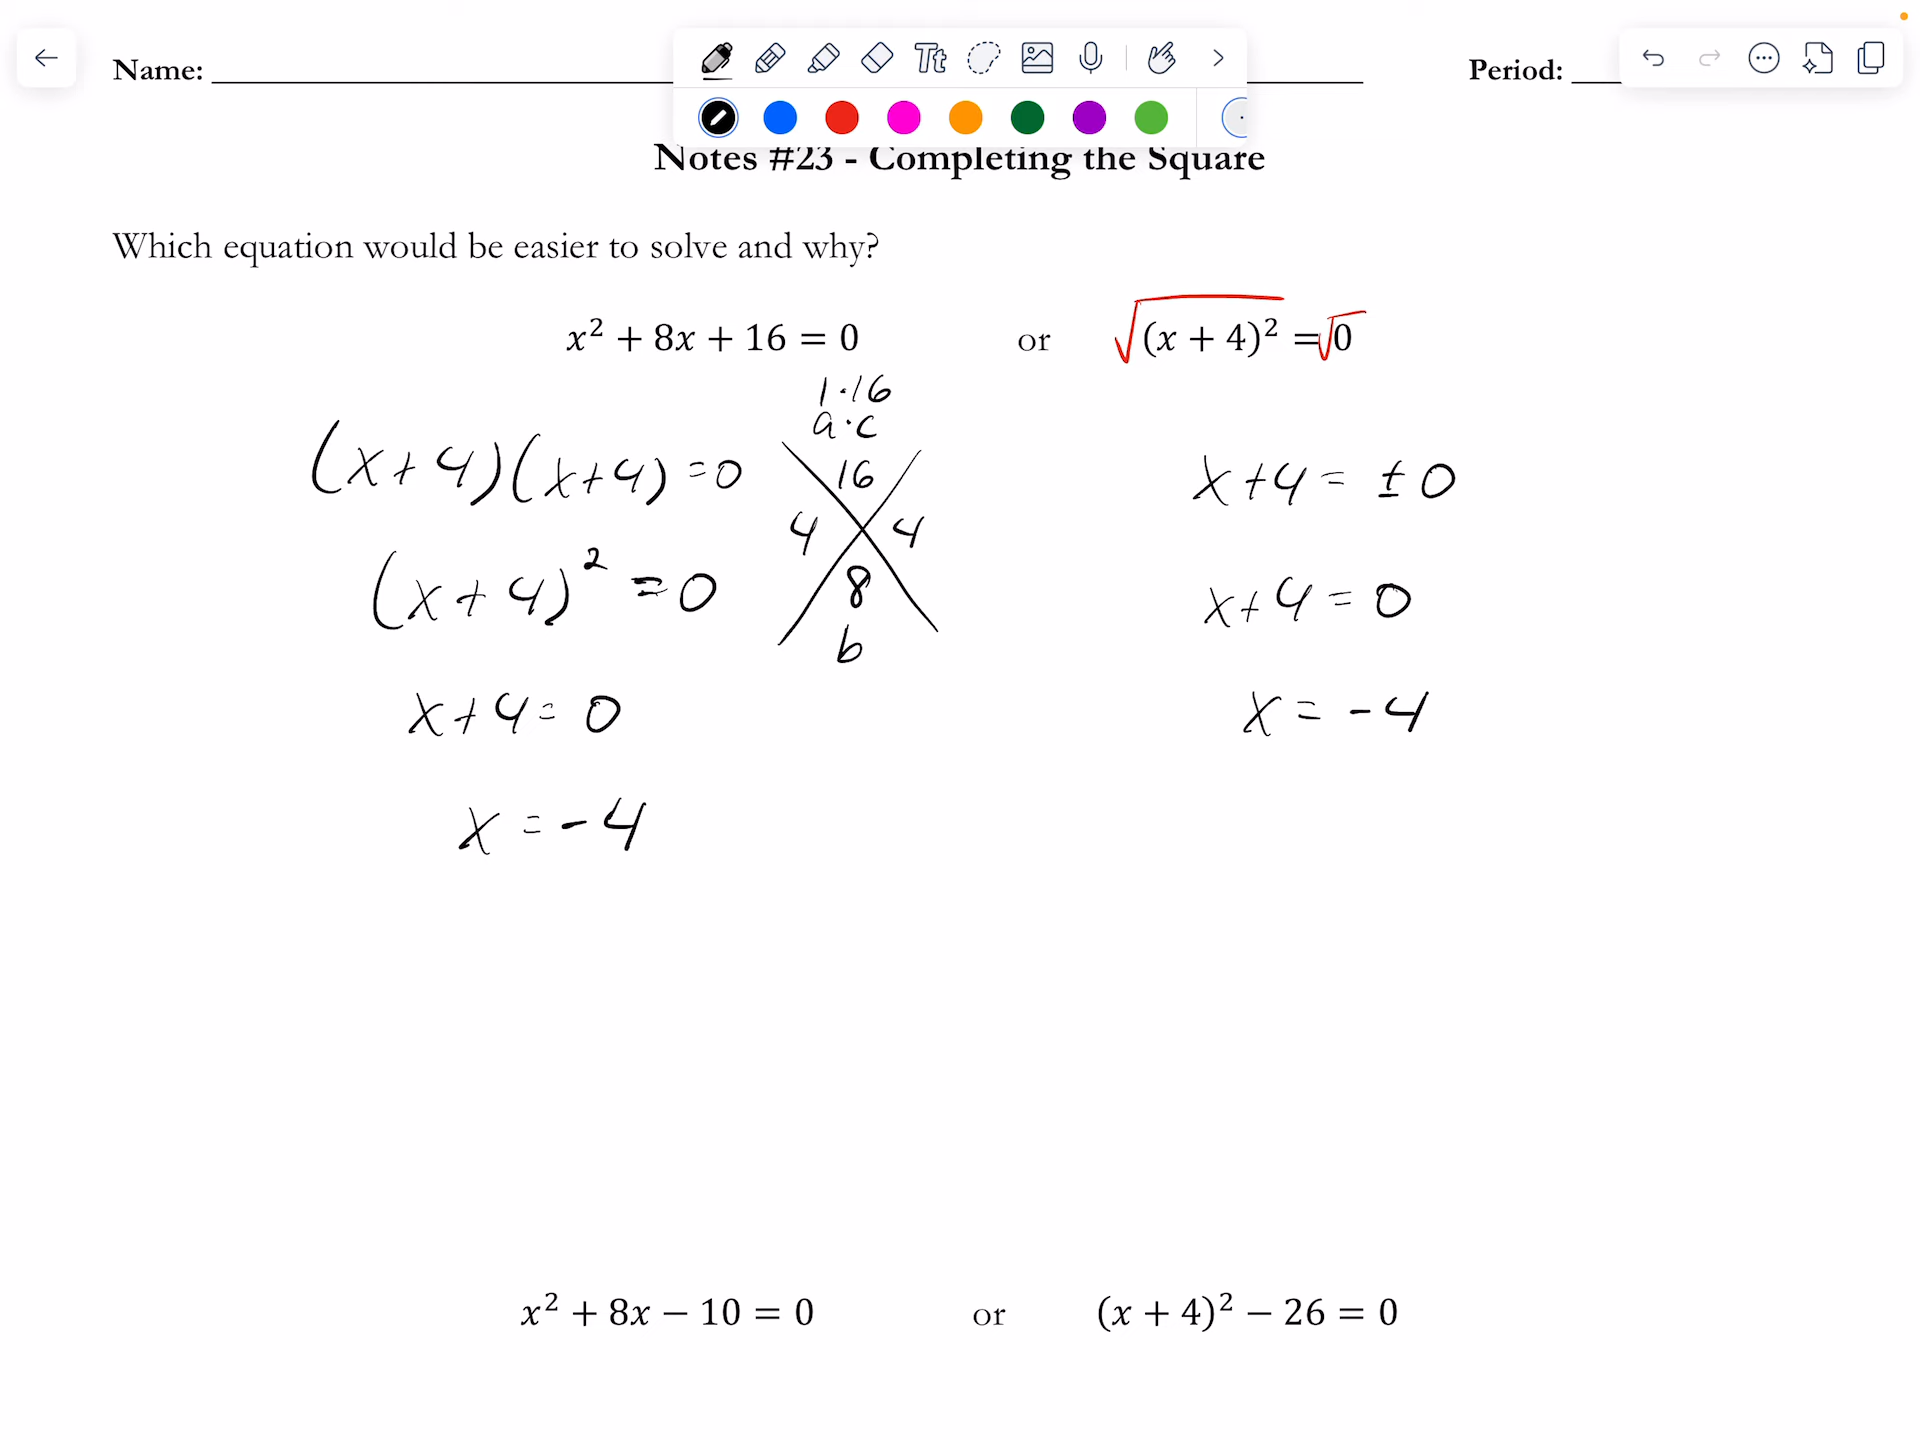 Name: Period:
Tt
Notes #23 - Completing the Square
Which equation would be easier to solve and why?
x² + 8x + 16 = 0 or √(x + 4)² = √0
1·16
a·c
(x+4)(x+4)=0 16 x+4= ±0
4 4
(x+4)²=0 8 x+4=0
b
x+4=0 x=-4
x=-4
x² + 8x − 10 = 0 or (x + 4)² − 26 = 0